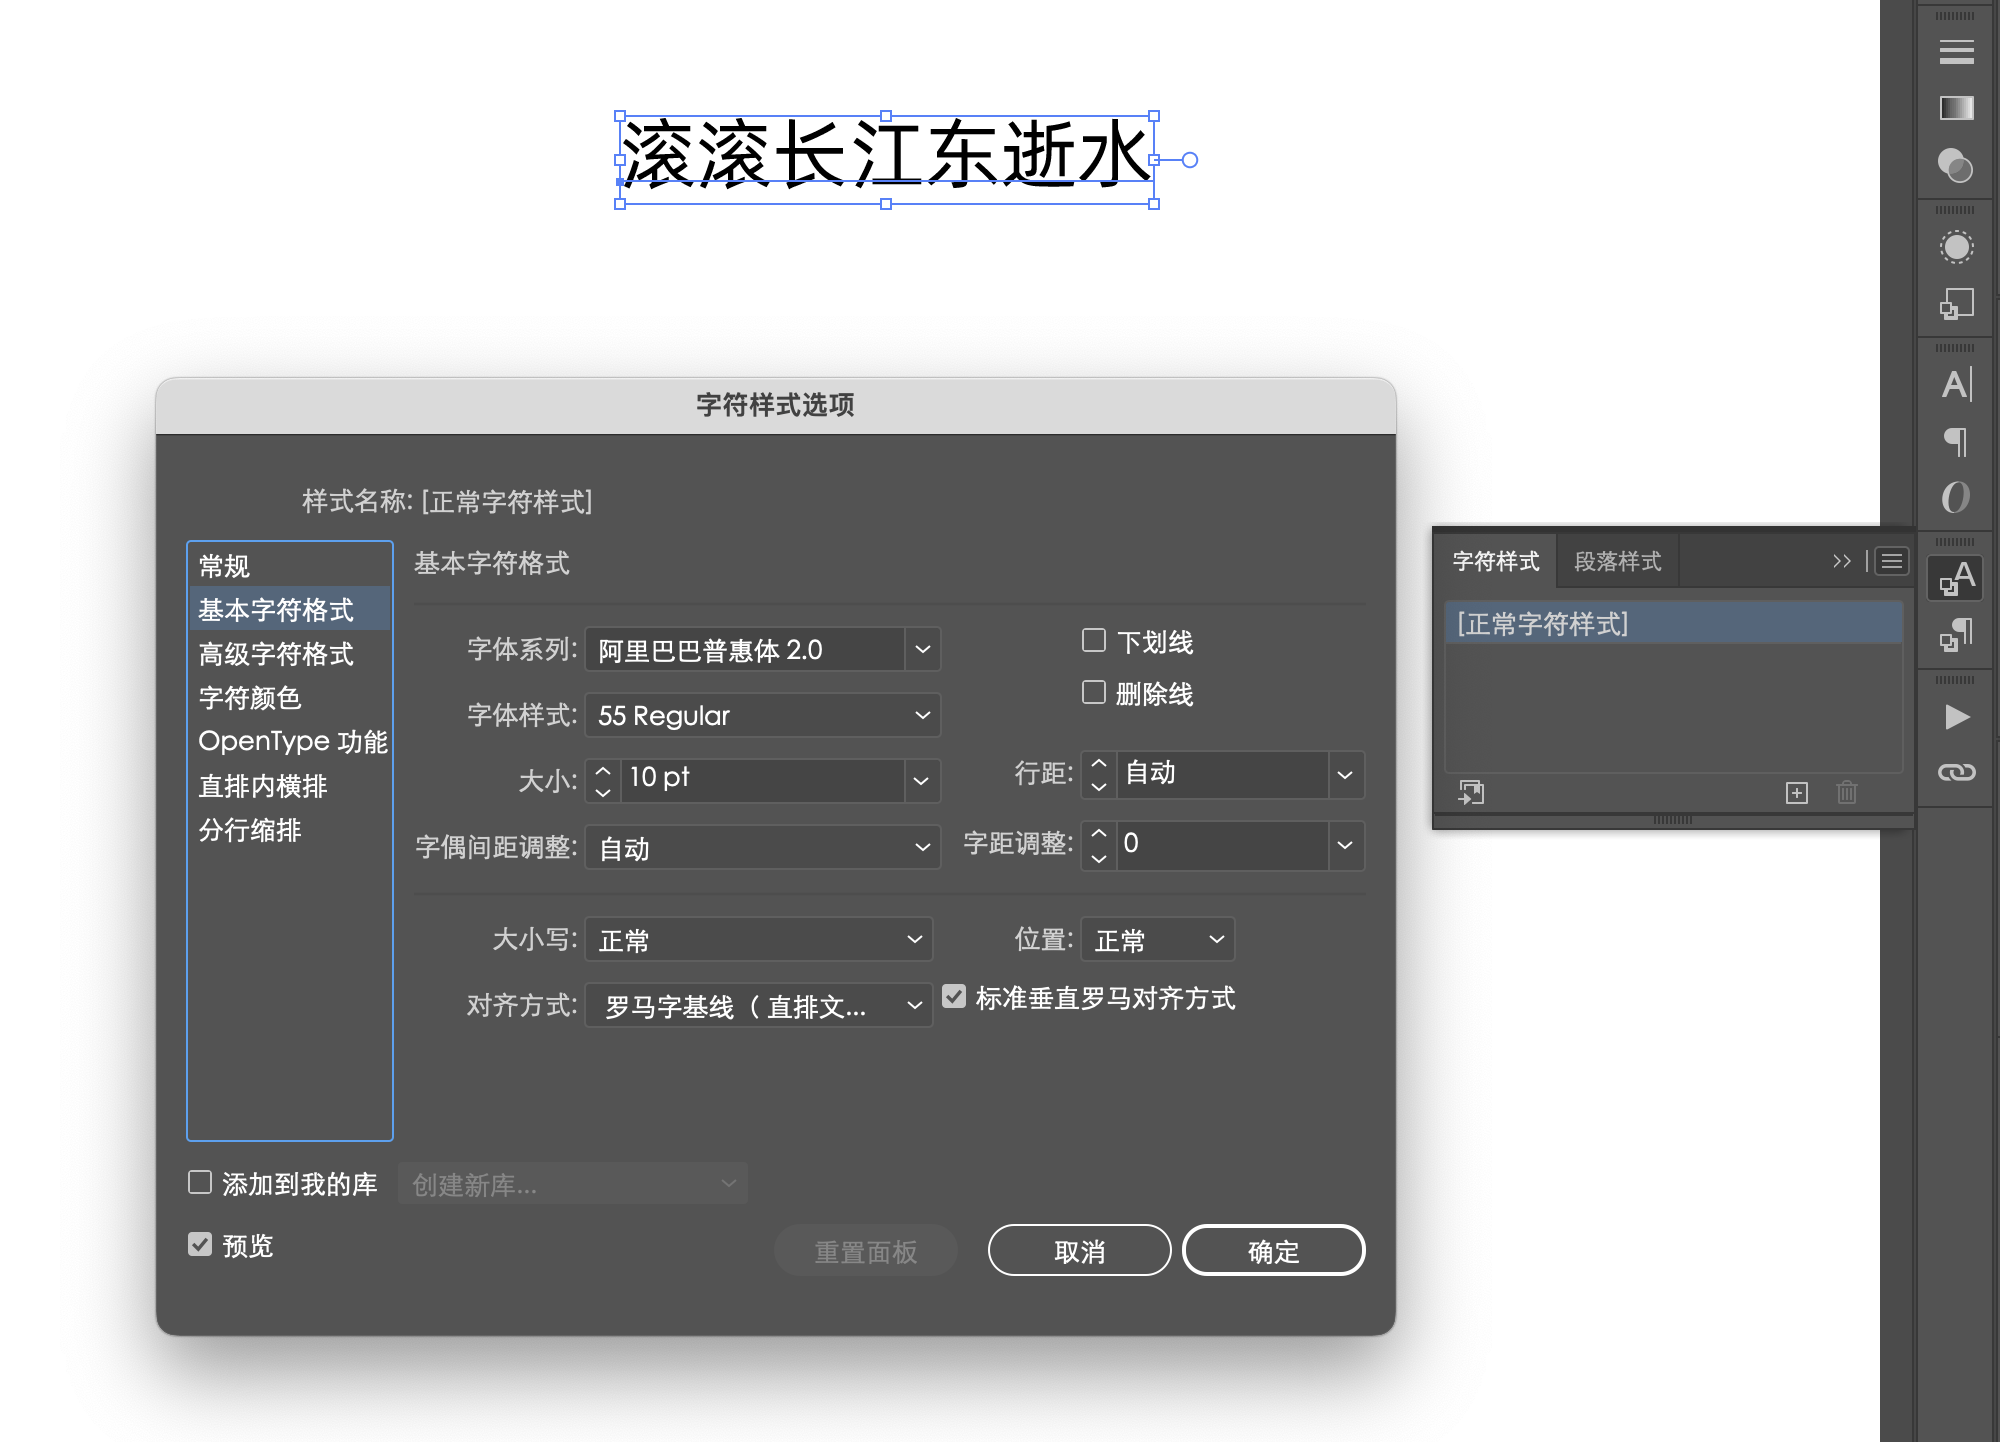 滚滚长江东逝水
字符样式选项
样式名称: [正常字符样式]
常规
基本字符格式
高级字符格式
字符颜色
OpenType 功能
直排内横排
分行缩排
基本字符格式
字体系列: 阿里巴巴普惠体 2.0
下划线
字体样式: 55 Regular
删除线
大小: 10 pt
行距: 自动
字偶间距调整: 自动
字距调整: 0
大小写: 正常
位置: 正常
对齐方式: 罗马字基线（ 直排文...
标准垂直罗马对齐方式
添加到我的库
创建新库...
预览
重置面板
取消
确定
字符样式
段落样式
[正常字符样式]